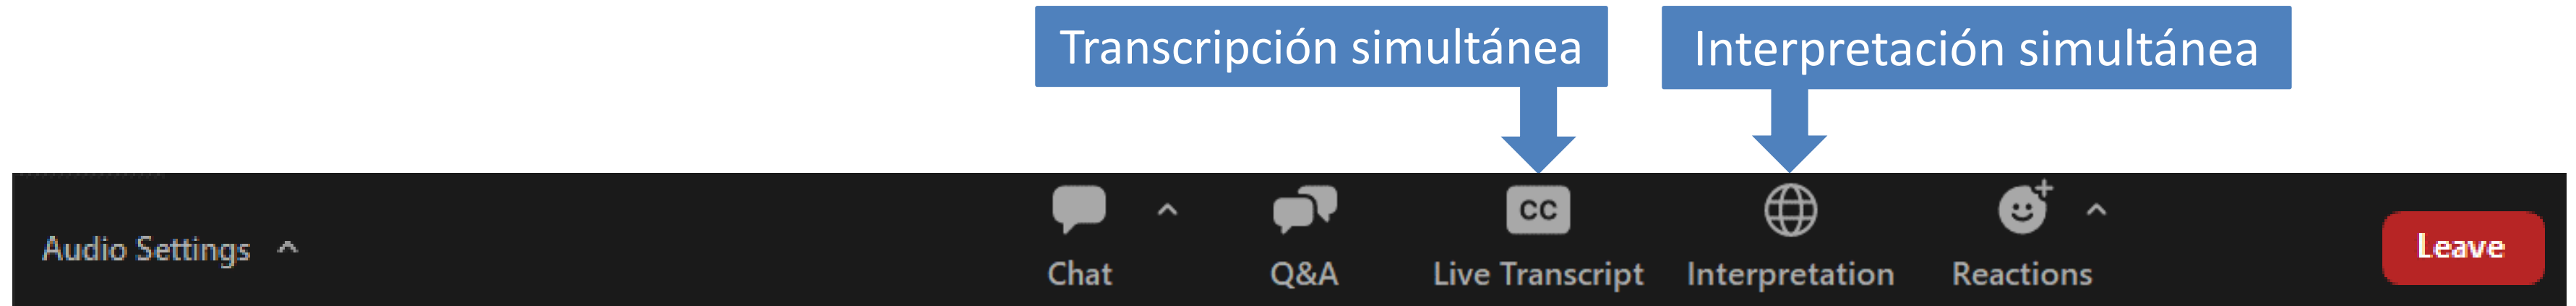 Transcripción simultánea
Interpretación simultánea
Audio Settings
Chat
Q&A
CC
Live Transcript
Interpretation
Reactions
Leave